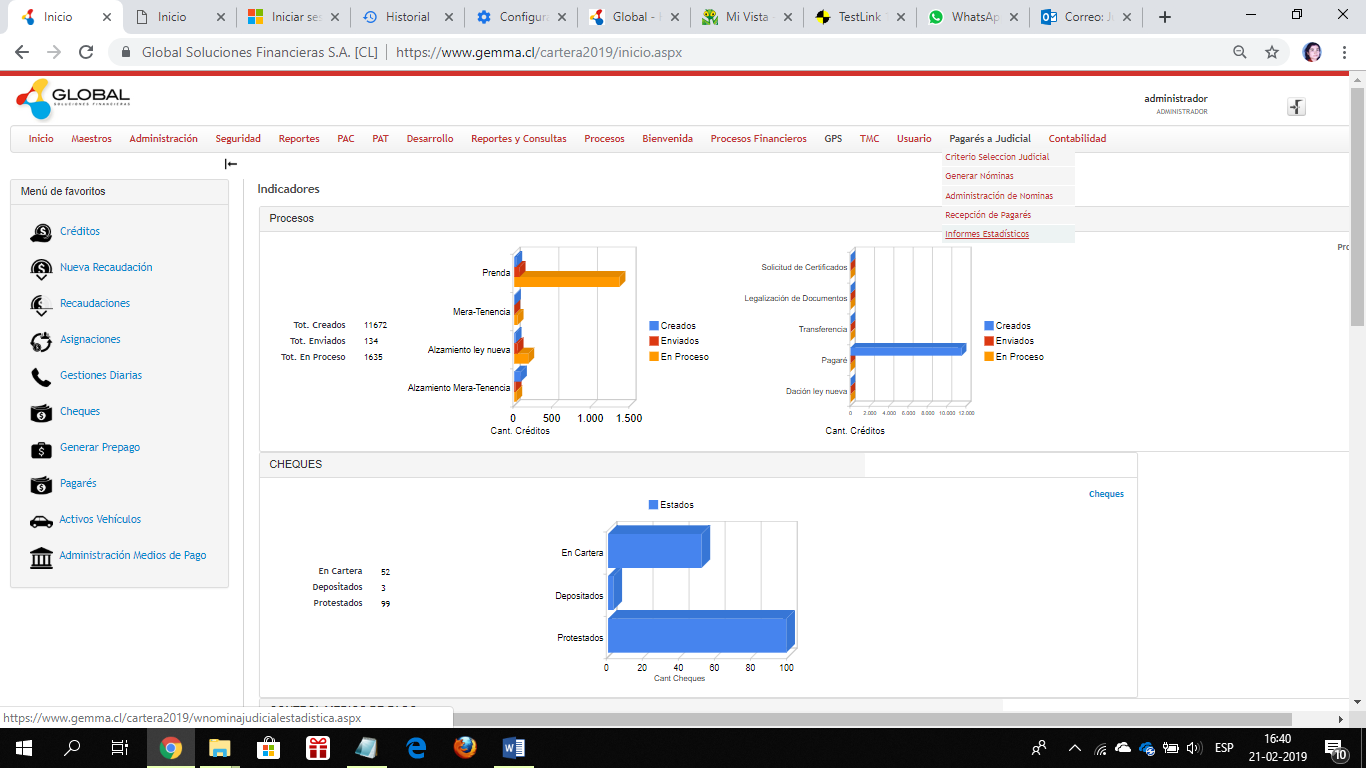 Inicio
Inicio
Iniciar ses
Historial
Configura
Global -
Mi Vista -
TestLink
WhatsAp
Correo: J
Global Soluciones Financieras S.A. [CL]
https://www.gemma.cl/cartera2019/inicio.aspx
GLOBAL
SOLUCIONES FINANCIERAS
administrador
ADMINISTRADOR
Inicio Maestros Administración Seguridad Reportes PAC PAT Desarrollo Reportes y Consultas Procesos Bienvenida Procesos Financieros GPS TMC Usuario Pagarés a Judicial Contabilidad
Criterio Seleccion Judicial
Generar Nóminas
Administración de Nominas
Recepción de Pagarés
Informes Estadísticos
Menú de favoritos
Créditos
Nueva Recaudación
Recaudaciones
Asignaciones
Gestiones Diarias
Cheques
Generar Prepago
Pagarés
Activos Vehículos
Administración Medios de Pago
Indicadores
Procesos
Pro
Tot. Creados 11672
Tot. Enviados 134
Tot. En Proceso 1635
Prenda
Mera-Tenencia
Alzamiento ley nueva
Alzamiento Mera-Tenencia
0 500 1.000 1.500
Cant. Créditos
Creados
Enviados
En Proceso
Solicitud de Certificados
Legalización de Documentos
Transferencia
Pagaré
Dación ley nueva
0 2.000 4.000 6.000 8.000 10.000 12.000
Cant. Créditos
Creados
Enviados
En Proceso
CHEQUES
Cheques
En Cartera 52
Depositados 3
Protestados 99
Estados
En Cartera
Depositados
Protestados
0 20 40 60 80 100
Cant Cheques
https://www.gemma.cl/cartera2019/wnominajudicialestadistica.aspx
ESP
16:40
21-02-2019
10